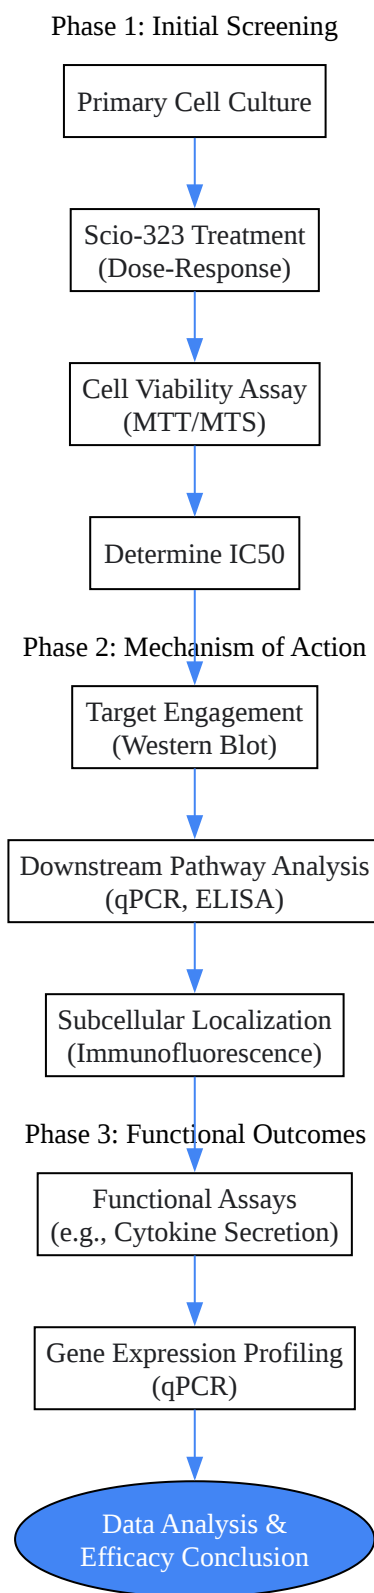 Phase 1: Initial Screening
Primary Cell Culture
Scio-323 Treatment
(Dose-Response)
Cell Viability Assay
(MTT/MTS)
Determine IC50
Phase 2: Mechanism of Action
Target Engagement
(Western Blot)
Downstream Pathway Analysis
(qPCR, ELISA)
Subcellular Localization
(Immunofluorescence)
Phase 3: Functional Outcomes
Functional Assays
(e.g., Cytokine Secretion)
Gene Expression Profiling
(qPCR)
Data Analysis &
Efficacy Conclusion